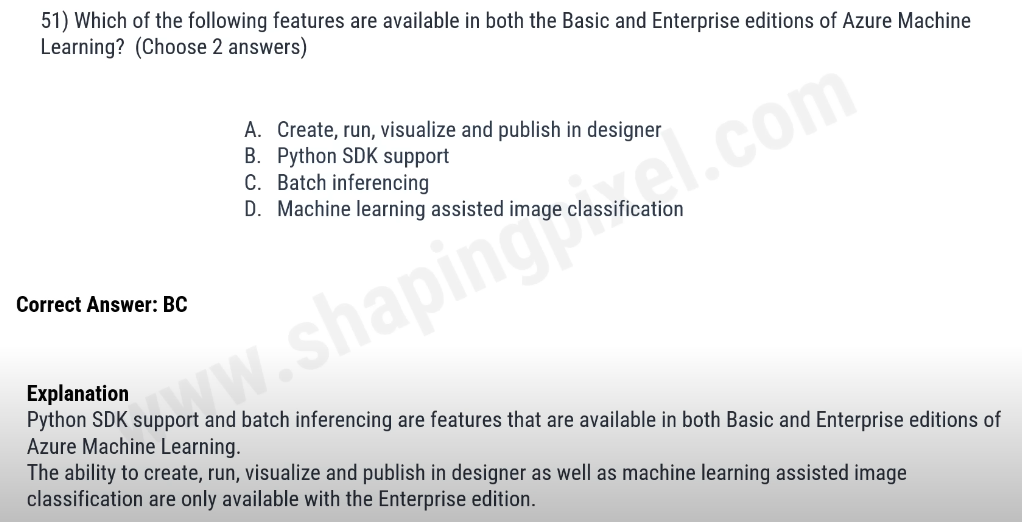 51) Which of the following features are available in both the Basic and Enterprise editions of Azure Machine
Learning? (Choose 2 answers)
A. Create, run, visualize and publish in designer
B. Python SDK support
C. Batch inferencing
D. Machine learning assisted image classification
www.shapingpixel.com
Correct Answer: BC
Explanation
Python SDK support and batch inferencing are features that are available in both Basic and Enterprise editions of
Azure Machine Learning.
The ability to create, run, visualize and publish in designer as well as machine learning assisted image
classification are only available with the Enterprise edition.